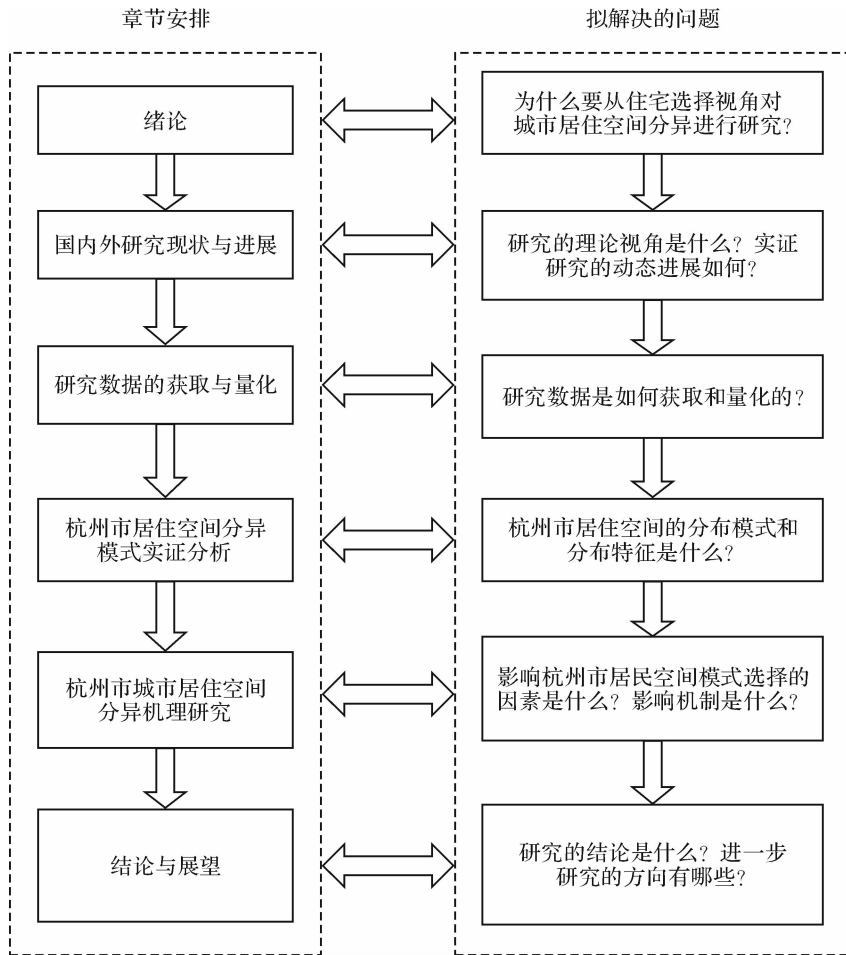 章节安排
拟解决的问题
绪论
为什么要从住宅选择视角对
城市居住空间分异进行研究？
国内外研究现状与进展
研究的理论视角是什么？实证
研究的动态进展如何？
研究数据的获取与量化
研究数据是如何获取和量化的？
杭州市居住空间分异
模式实证分析
杭州市居住空间的分布模式和
分布特征是什么？
杭州市城市居住空间
分异机理研究
影响杭州市居民空间模式选择的
因素是什么？影响机制是什么？
结论与展望
研究的结论是什么？进一步
研究的方向有哪些？